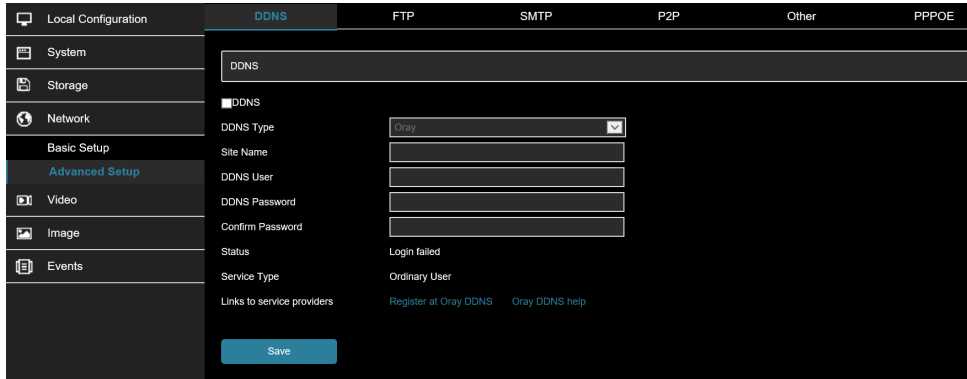 Local Configuration
System
Storage
Network
Basic Setup
Advanced Setup
Video
Image
Events
DDNS FTP SMTP P2P Other PPPOE
DDNS
DDNS
DDNS Type Oray
Site Name
DDNS User
DDNS Password
Confirm Password
Status Login failed
Service Type Ordinary User
Links to service providers Register at Oray DDNS Oray DDNS help
Save